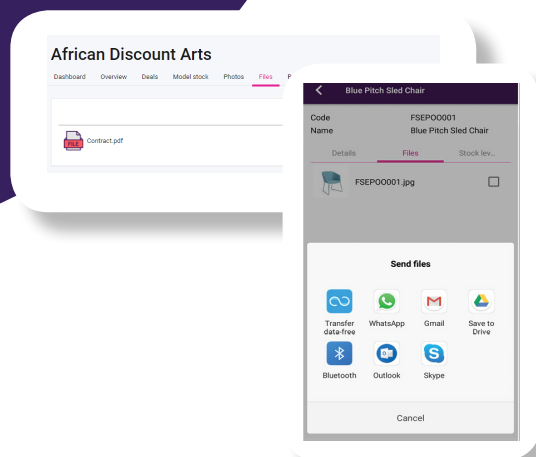 African Discount Arts
Dashboard Overview Deals Model stock Photos Files P
FILE
Contract.pdf
Blue Pitch Sled Chair
Code FSEPOO001
Name Blue Pitch Sled Chair
Details Files Stock lev...
FSEPOO001.jpg
Send files
Transfer data-free
WhatsApp
Gmail
Save to Drive
Bluetooth
Outlook
Skype
Cancel